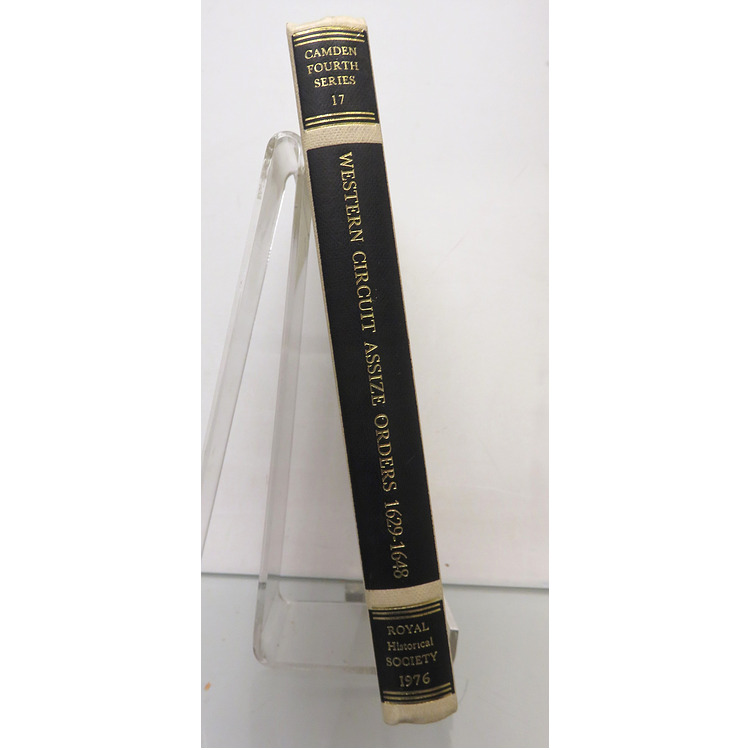 CAMDEN
FOURTH
SERIES
17
WESTERN CIRCUIT ASSIZE ORDERS 1629-1648
ROYAL
Historical
SOCIETY
1976